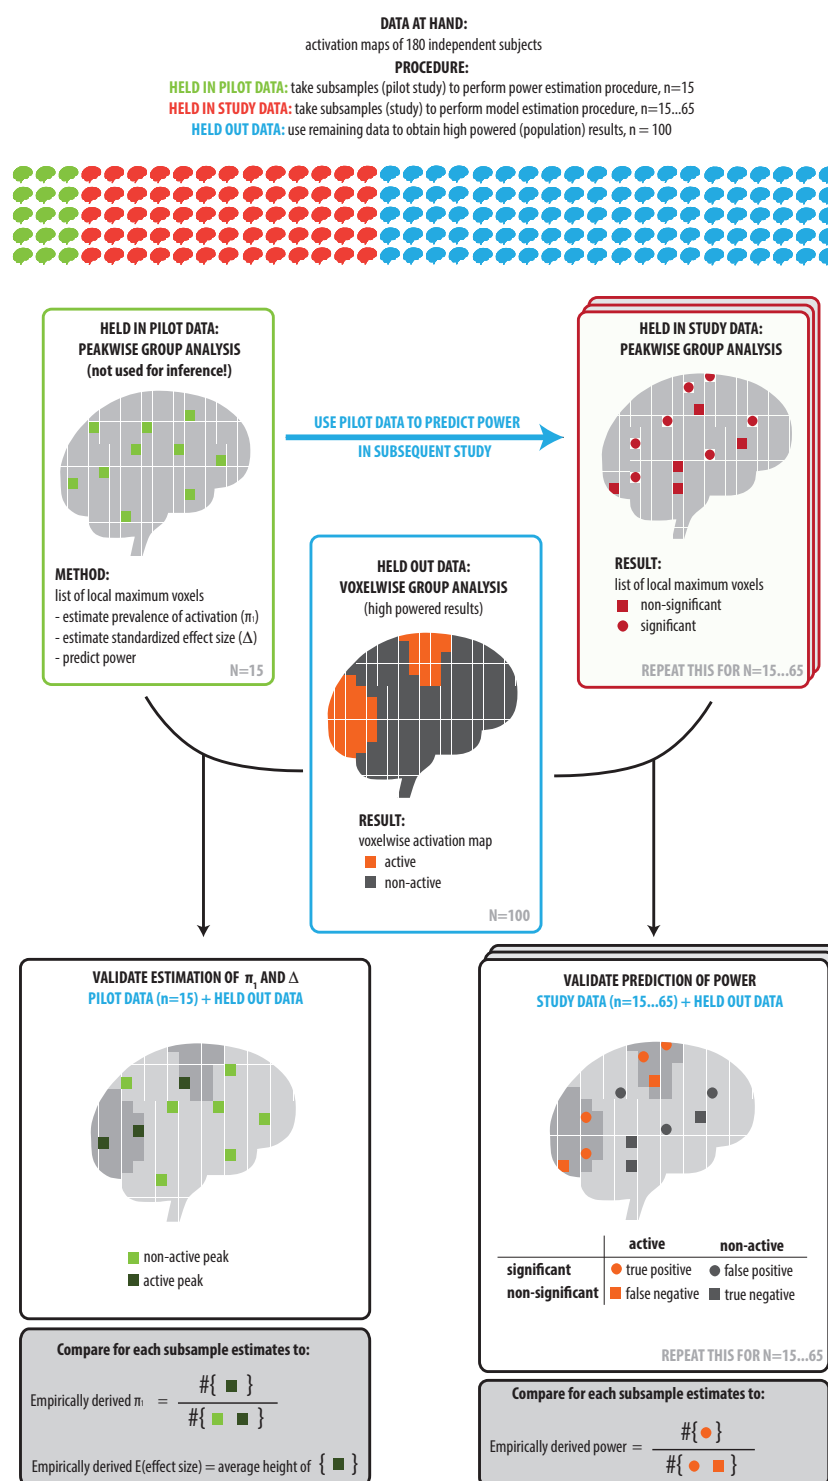 DATA AT HAND:
activation maps of 180 independent subjects
PROCEDURE:
HELD IN PILOT DATA: take subsamples (pilot study) to perform power estimation procedure, n=15
HELD IN STUDY DATA: take subsamples (study) to perform model estimation procedure, n=15...65
HELD OUT DATA: use remaining data to obtain high powered (population) results, n = 100
HELD IN PILOT DATA:
PEAKWISE GROUP ANALYSIS
(not used for inference!)
METHOD:
list of local maximum voxels
- estimate prevalence of activation (π₁)
- estimate standardized effect size (Δ)
- predict power
N=15
USE PILOT DATA TO PREDICT POWER
IN SUBSEQUENT STUDY
HELD IN STUDY DATA:
PEAKWISE GROUP ANALYSIS
RESULT:
list of local maximum voxels
non-significant
significant
REPEAT THIS FOR N=15...65
HELD OUT DATA:
VOXELWISE GROUP ANALYSIS
(high powered results)
RESULT:
voxelwise activation map
active
non-active
N=100
VALIDATE ESTIMATION OF π₁ AND Δ
PILOT DATA (n=15) + HELD OUT DATA
non-active peak
active peak
Compare for each subsample estimates to:
Empirically derived π₁ = #{ ■ }
#{ ■ ■ }
Empirically derived E(effect size) = average height of { ■ }
VALIDATE PREDICTION OF POWER
STUDY DATA (n=15...65) + HELD OUT DATA
active non-active
significant true positive false positive
non-significant false negative true negative
REPEAT THIS FOR N=15...65
Compare for each subsample estimates to:
Empirically derived power = #{ ● }
#{ ● ■ }